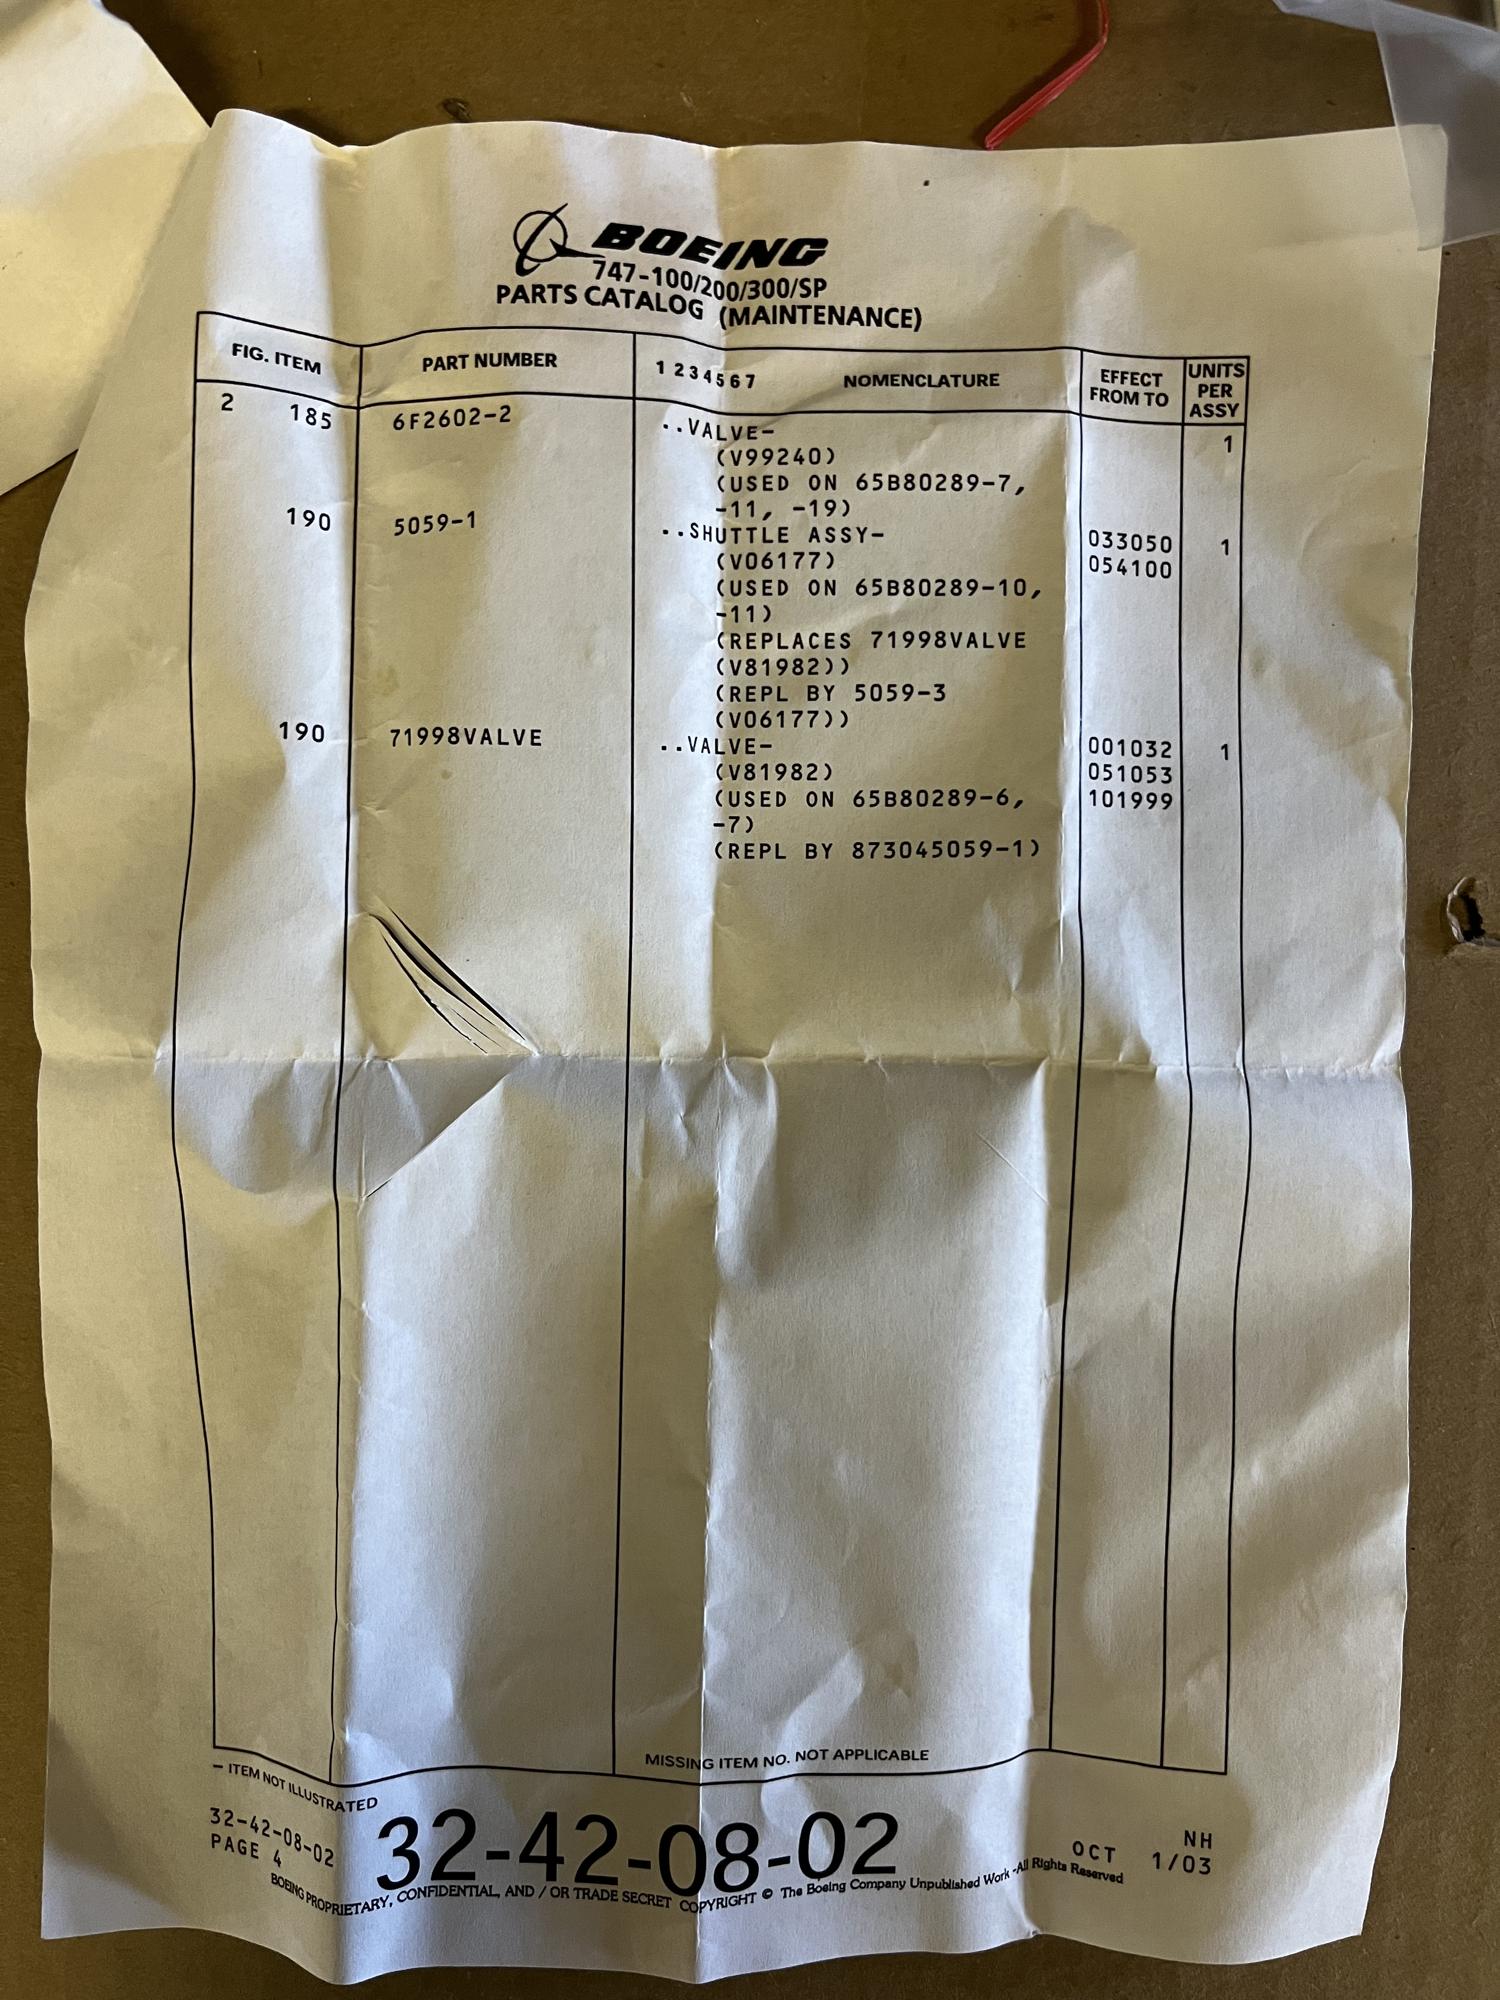 BOEING
747-100/200/300/SP
PARTS CATALOG (MAINTENANCE)
FIG. ITEM PART NUMBER 1 2 3 4 5 6 7 NOMENCLATURE EFFECT FROM TO UNITS PER ASSY
2 185 6F2602-2 ..VALVE- 1
(V99240)
(USED ON 65B80289-7,
-11, -19)
190 5059-1 ..SHUTTLE ASSY- 033050 1
(V06177) 054100
(USED ON 65B80289-10,
-11)
(REPLACES 71998VALVE
(V81982))
(REPL BY 5059-3
(V06177))
190 71998VALVE ..VALVE- 001032 1
(V81982) 051053
(USED ON 65B80289-6, 101999
-7)
(REPL BY 873045059-1)
MISSING ITEM NO. NOT APPLICABLE
- ITEM NOT ILLUSTRATED
32-42-08-02
PAGE 4
32-42-08-02
NH
OCT 1/03
BOEING PROPRIETARY, CONFIDENTIAL, AND / OR TRADE SECRET COPYRIGHT © The Boeing Company Unpublished Work -All Rights Reserved